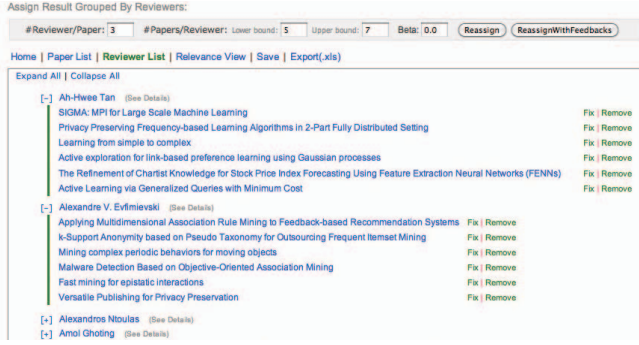 Assign Result Grouped By Reviewers:
#Reviewer/Paper: 3 #Papers/Reviewer: Lower bound: 5 Upper bound: 7 Beta: 0.0 Reassign ReassignWithFeedbacks
Home | Paper List | Reviewer List | Relevance View | Save | Export(.xls)
Expand All | Collapse All
[-] Ah-Hwee Tan (See Details)
SIGMA: MPI for Large Scale Machine Learning Fix | Remove
Privacy Preserving Frequency-based Learning Algorithms in 2-Part Fully Distributed Setting Fix | Remove
Learning from simple to complex Fix | Remove
Active exploration for link-based preference learning using Gaussian processes Fix | Remove
The Refinement of Chartist Knowledge for Stock Price Index Forecasting Using Feature Extraction Neural Networks (FENNs) Fix | Remove
Active Learning via Generalized Queries with Minimum Cost Fix | Remove
[-] Alexandre V. Evfimievski (See Details)
Applying Multidimensional Association Rule Mining to Feedback-based Recommendation Systems Fix | Remove
k-Support Anonymity based on Pseudo Taxonomy for Outsourcing Frequent Itemset Mining Fix | Remove
Mining complex periodic behaviors for moving objects Fix | Remove
Malware Detection Based on Objective-Oriented Association Mining Fix | Remove
Fast mining for epistatic interactions Fix | Remove
Versatile Publishing for Privacy Preservation Fix | Remove
[+] Alexandros Ntoulas (See Details)
[+] Amol Ghoting (See Details)